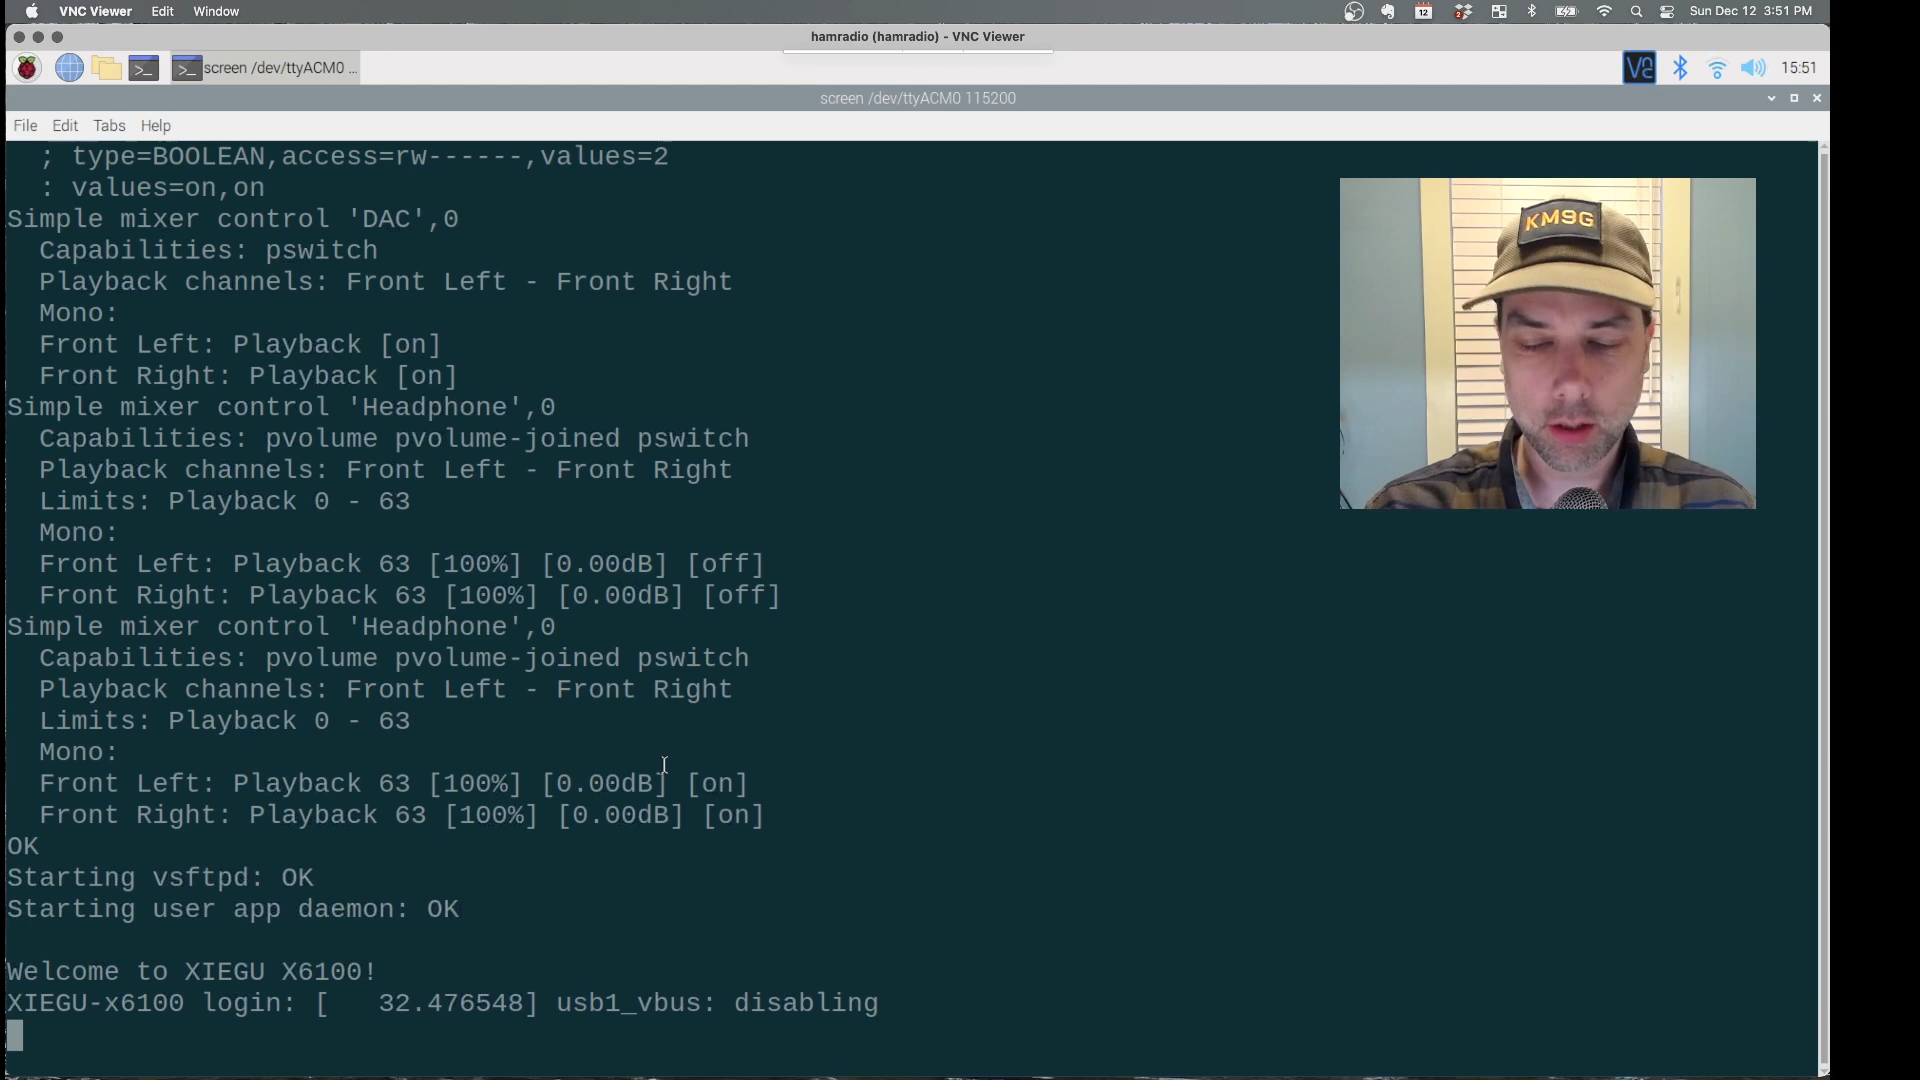 VNC Viewer Edit Window
12
2
Sun Dec 12 3:51 PM
hamradio (hamradio) - VNC Viewer
screen /dev/ttyACM0 ...
15:51
screen /dev/ttyACM0 115200
File Edit Tabs Help
; type=BOOLEAN,access=rw------,values=2
: values=on,on
Simple mixer control 'DAC',0
Capabilities: pswitch
Playback channels: Front Left - Front Right
Mono:
Front Left: Playback [on]
Front Right: Playback [on]
Simple mixer control 'Headphone',0
Capabilities: pvolume pvolume-joined pswitch
Playback channels: Front Left - Front Right
Limits: Playback 0 - 63
Mono:
Front Left: Playback 63 [100%] [0.00dB] [off]
Front Right: Playback 63 [100%] [0.00dB] [off]
Simple mixer control 'Headphone',0
Capabilities: pvolume pvolume-joined pswitch
Playback channels: Front Left - Front Right
Limits: Playback 0 - 63
Mono:
Front Left: Playback 63 [100%] [0.00dB] [on]
Front Right: Playback 63 [100%] [0.00dB] [on]
OK
Starting vsftpd: OK
Starting user app daemon: OK
Welcome to XIEGU X6100!
XIEGU-x6100 login: [   32.476548] usb1_vbus: disabling
KM9G